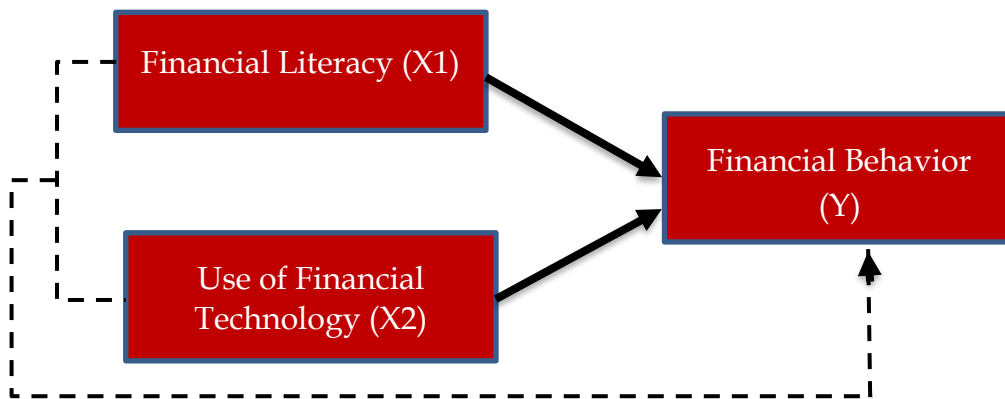 Financial Literacy (X1)
Financial Behavior
(Y)
Use of Financial
Technology (X2)